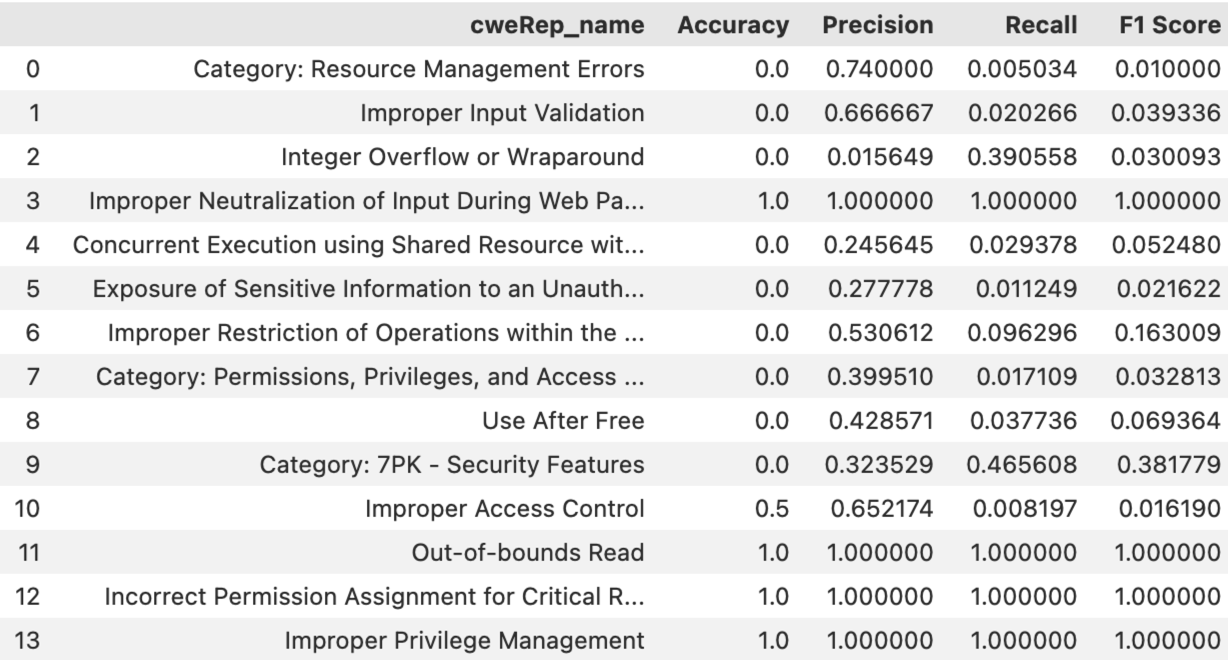 cweRep_name Accuracy Precision Recall F1 Score
0 Category: Resource Management Errors 0.0 0.740000 0.005034 0.010000
1 Improper Input Validation 0.0 0.666667 0.020266 0.039336
2 Integer Overflow or Wraparound 0.0 0.015649 0.390558 0.030093
3 Improper Neutralization of Input During Web Pa... 1.0 1.000000 1.000000 1.000000
4 Concurrent Execution using Shared Resource wit... 0.0 0.245645 0.029378 0.052480
5 Exposure of Sensitive Information to an Unauth... 0.0 0.277778 0.011249 0.021622
6 Improper Restriction of Operations within the ... 0.0 0.530612 0.096296 0.163009
7 Category: Permissions, Privileges, and Access ... 0.0 0.399510 0.017109 0.032813
8 Use After Free 0.0 0.428571 0.037736 0.069364
9 Category: 7PK - Security Features 0.0 0.323529 0.465608 0.381779
10 Improper Access Control 0.5 0.652174 0.008197 0.016190
11 Out-of-bounds Read 1.0 1.000000 1.000000 1.000000
12 Incorrect Permission Assignment for Critical R... 1.0 1.000000 1.000000 1.000000
13 Improper Privilege Management 1.0 1.000000 1.000000 1.000000